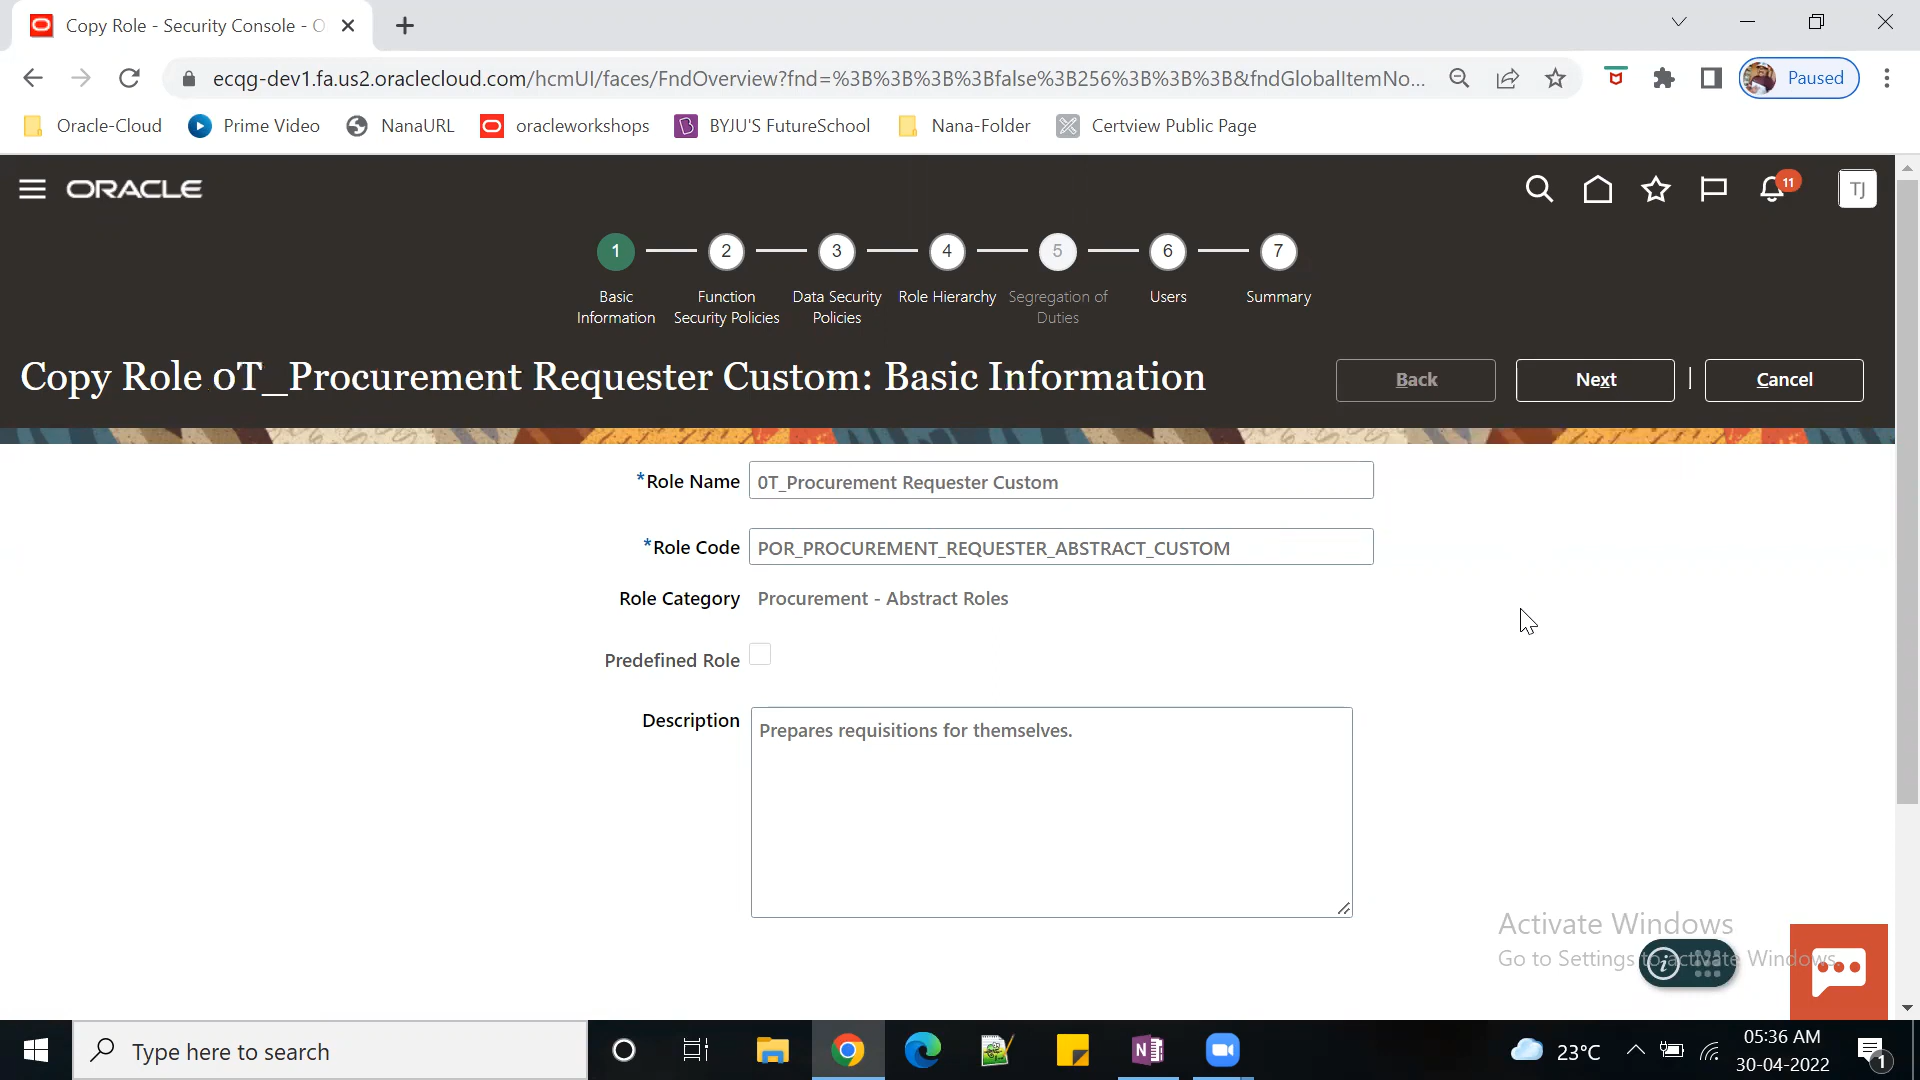 Copy Role - Security Console - O
ecqg-dev1.fa.us2.oraclecloud.com/hcmUI/faces/FndOverview?fnd=%3B%3B%3B%3Bfalse%3B256%3B%3B%3B&fndGlobalItemNo...
Paused
Oracle-Cloud
Prime Video
NanaURL
oracleworkshops
BYJU'S FutureSchool
Nana-Folder
Certview Public Page
ORACLE
11
TJ
1
2
3
4
5
6
7
Basic
Information
Function
Security Policies
Data Security
Policies
Role Hierarchy
Segregation of
Duties
Users
Summary
Copy Role 0T_Procurement Requester Custom: Basic Information
Back
Next
Cancel
*Role Name 0T_Procurement Requester Custom
*Role Code POR_PROCUREMENT_REQUESTER_ABSTRACT_CUSTOM
Role Category Procurement - Abstract Roles
Predefined Role
Description Prepares requisitions for themselves.
Activate Windows
Go to Settings to activate Windows.
Type here to search
23°C
05:36 AM
30-04-2022
1